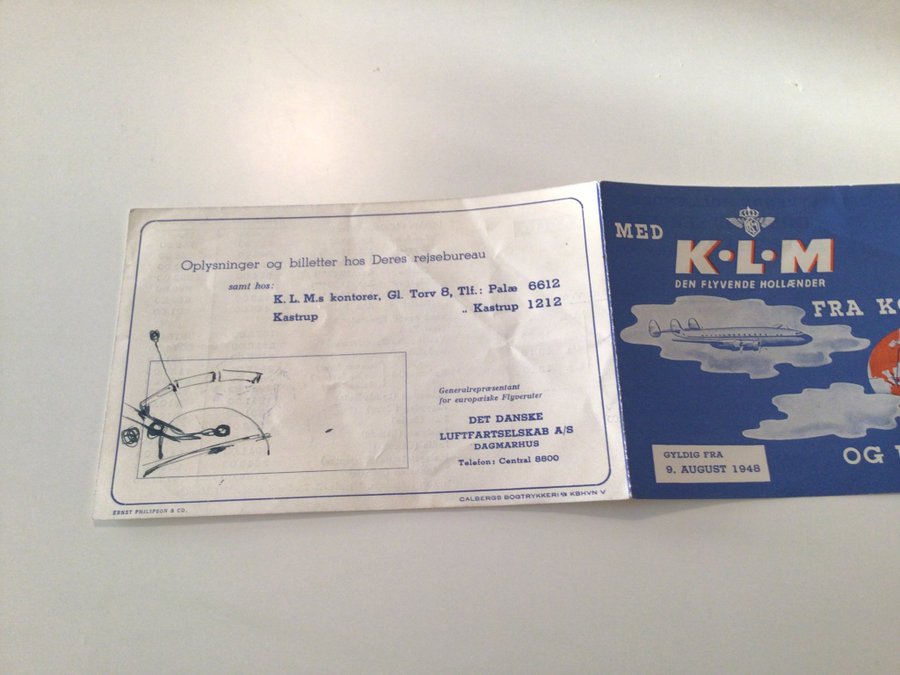 Oplysninger og billetter hos Deres rejsebureau
samt hos:
K. L. M.s kontorer, Gl. Torv 8, Tlf.: Palæ 6612
Kastrup „ Kastrup 1212
Generalrepræsentant
for europæiske Flyveruter
DET DANSKE
LUFTFARTSELSKAB A/S
DAGMARHUS
Telefon: Central 8800
CALBERGS BOGTRYKKERI KBHVN V
ERNST PHILIPSON & CO.
MED
K·L·M
DEN FLYVENDE HOLLÆNDER
FRA
GYLDIG FRA
9. AUGUST 1948
OG